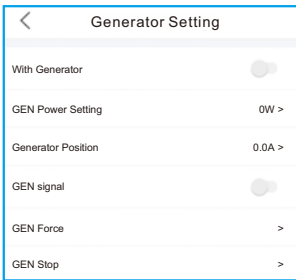 Generator Setting
With Generator
GEN Power Setting 0W >
Generator Position 0.0A >
GEN signal
GEN Force >
GEN Stop >